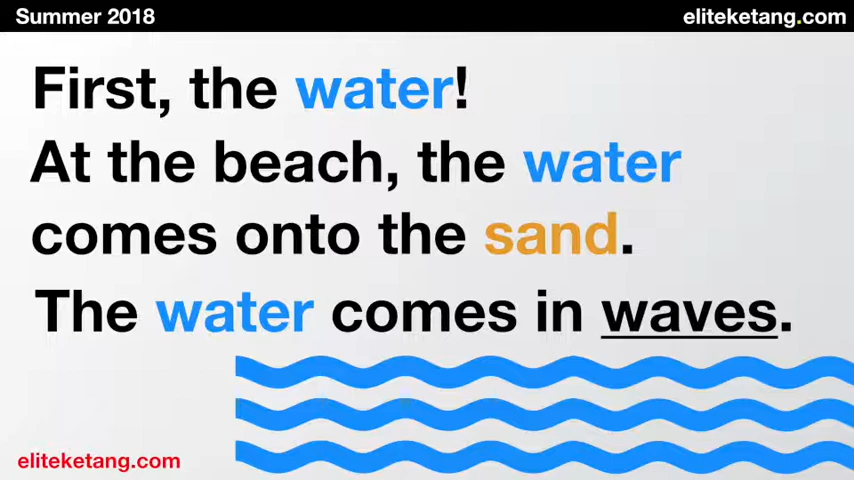 Summer 2018
eliteketang.com
First, the water!
At the beach, the water
comes onto the sand.
The water comes in waves.
eliteketang.com